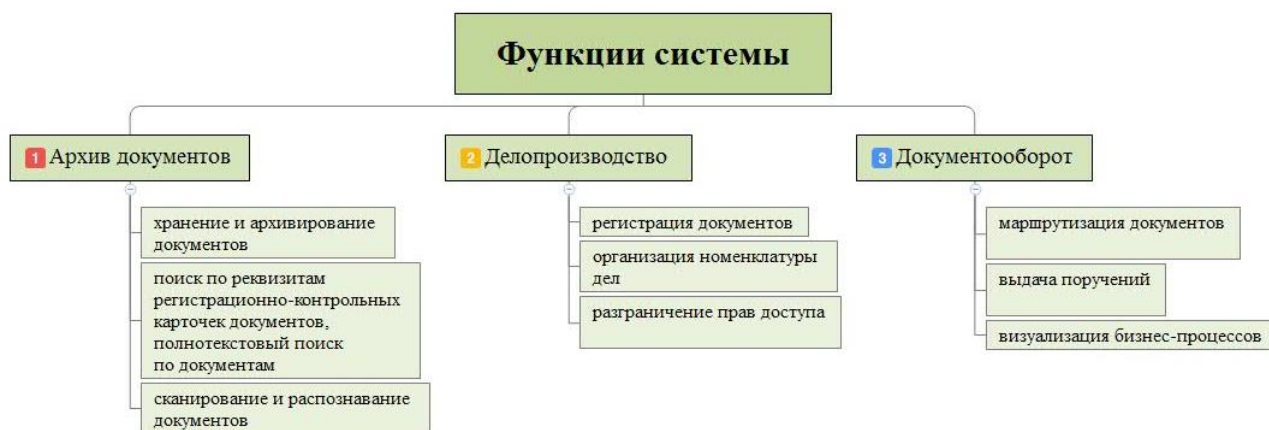 Функции системы
1 Архив документов
хранение и архивирование
документов
поиск по реквизитам
регистрационно-контрольных
карточек документов,
полнотекстовый поиск
по документам
сканирование и распознавание
документов
2 Делопроизводство
регистрация документов
организация номенклатуры
дел
разграничение прав доступа
3 Документооборот
маршрутизация документов
выдача поручений
визуализация бизнес-процессов